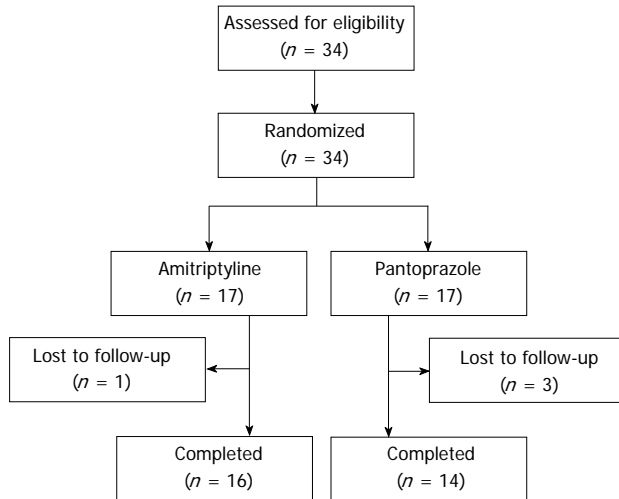 Assessed for eligibility
(n = 34)
Randomized
(n = 34)
Amitriptyline
(n = 17)
Pantoprazole
(n = 17)
Lost to follow-up
(n = 1)
Lost to follow-up
(n = 3)
Completed
(n = 16)
Completed
(n = 14)